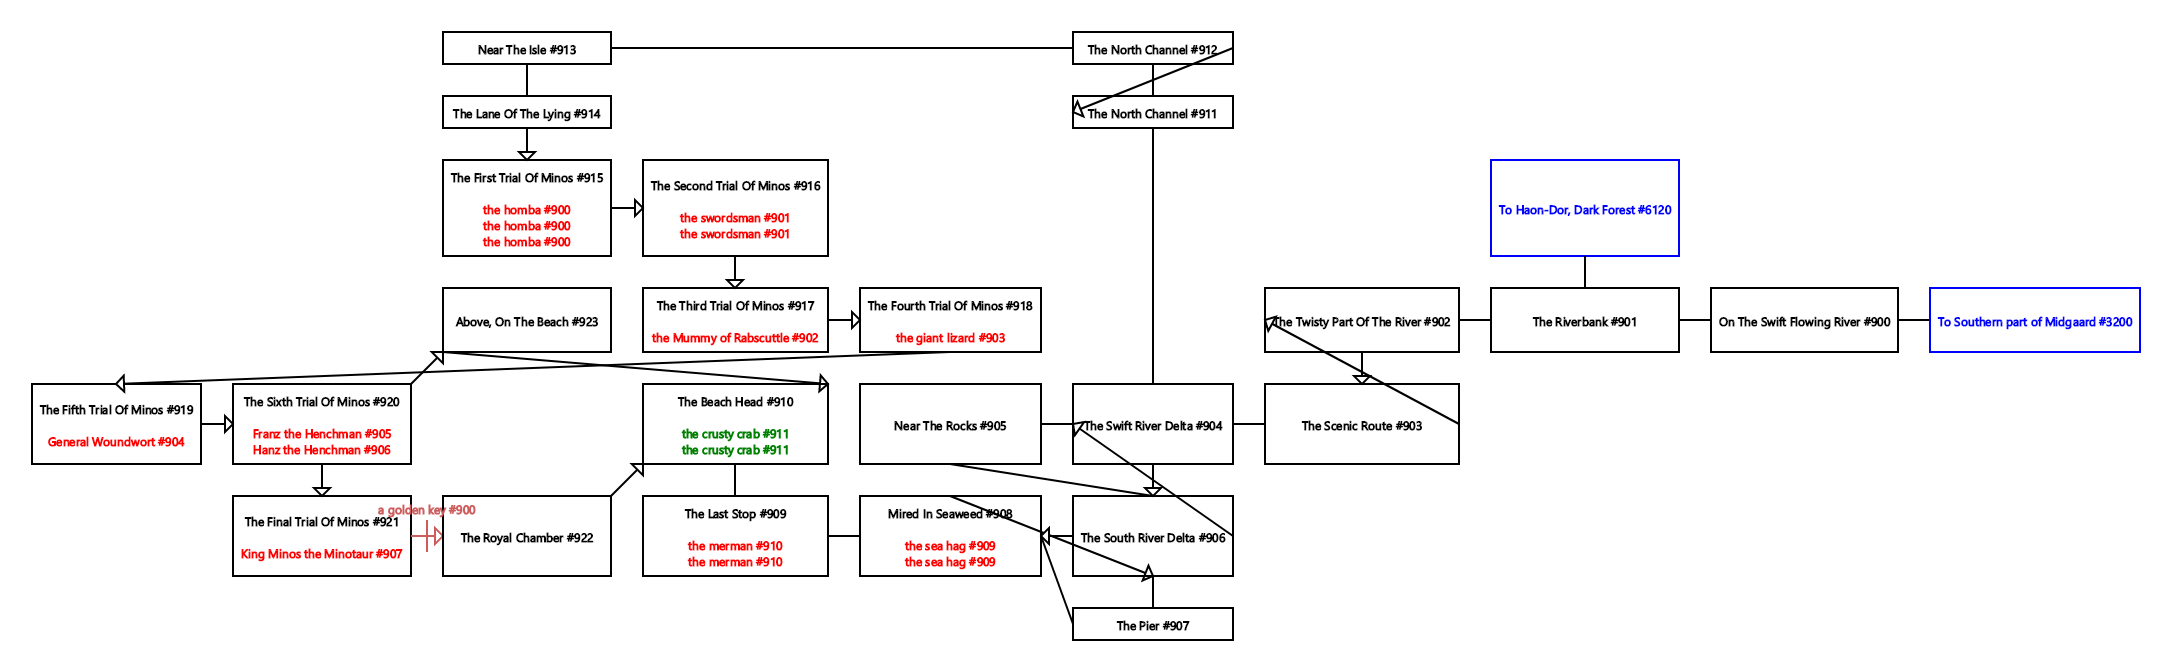 Near The Isle #913
The North Channel #912
The Lane Of The Lying #914
The North Channel #911
The First Trial Of Minos #915
the homba #900
the homba #900
the homba #900
The Second Trial Of Minos #916
the swordsman #901
the swordsman #901
To Haon-Dor, Dark Forest #6120
Above, On The Beach #923
The Third Trial Of Minos #917
the Mummy of Rabscuttle #902
The Fourth Trial Of Minos #918
the giant lizard #903
The Twisty Part Of The River #902
The Riverbank #901
On The Swift Flowing River #900
To Southern part of Midgaard #3200
The Fifth Trial Of Minos #919
General Woundwort #904
The Sixth Trial Of Minos #920
Franz the Henchman #905
Hanz the Henchman #906
The Beach Head #910
the crusty crab #911
the crusty crab #911
Near The Rocks #905
The Swift River Delta #904
The Scenic Route #903
a golden key #900
The Final Trial Of Minos #921
King Minos the Minotaur #907
The Royal Chamber #922
The Last Stop #909
the merman #910
the merman #910
Mired In Seaweed #908
the sea hag #909
the sea hag #909
The South River Delta #906
The Pier #907